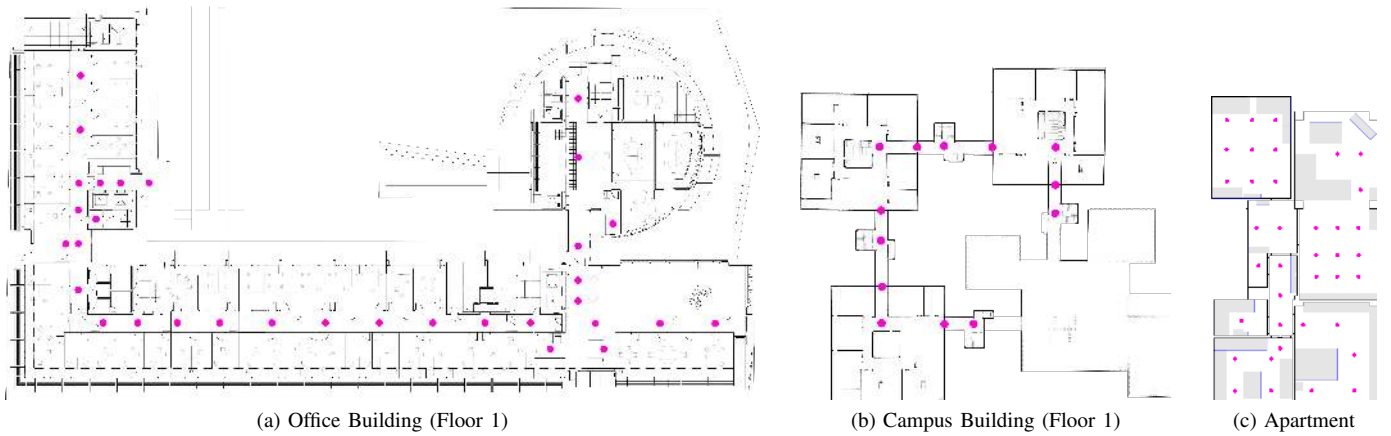 (a) Office Building (Floor 1)
(b) Campus Building (Floor 1)
(c) Apartment